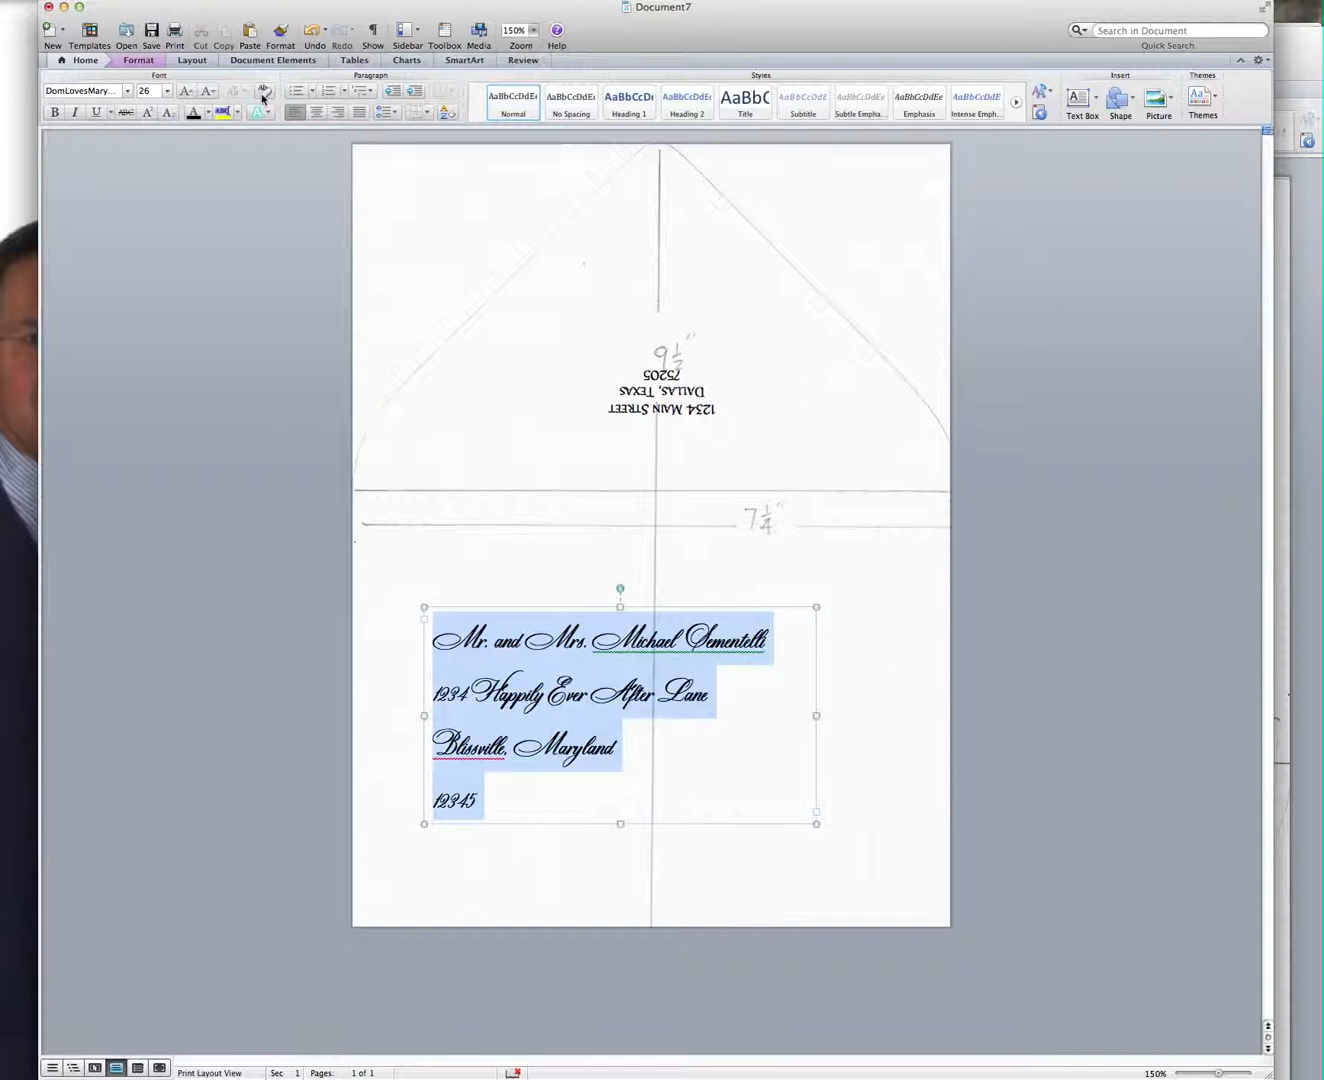 Document7
New
Templates
Open
Save
Print
Cut
Copy
Paste
Format
Undo
Redo
Show
Sidebar
Toolbox
Media
150%
Zoom
Help
Search in Document
Quick Search
Home
Format
Layout
Document Elements
Tables
Charts
SmartArt
Review
Font
Paragraph
Styles
Insert
Themes
DomLovesMary...
26
AaBbCcDdEe
Normal
AaBbCcDdEe
No Spacing
AaBbCcDd
Heading 1
AaBbCcDdEe
Heading 2
AaBbC
Title
AaBbCcDdE
Subtitle
AaBbCcDdEe
Subtle Empha...
AaBbCcDdEe
Emphasis
AaBbCcDdE
Intense Emph...
Text Box
Shape
Picture
Themes
9 1/2"
1234 MAIN STREET
DALLAS, TEXAS
75205
7 1/4"
Mr. and Mrs. Michael Sementelli
1234 Happily Ever After Lane
Blissville, Maryland
12345
Print Layout View
Sec 1
Pages: 1 of 1
150%